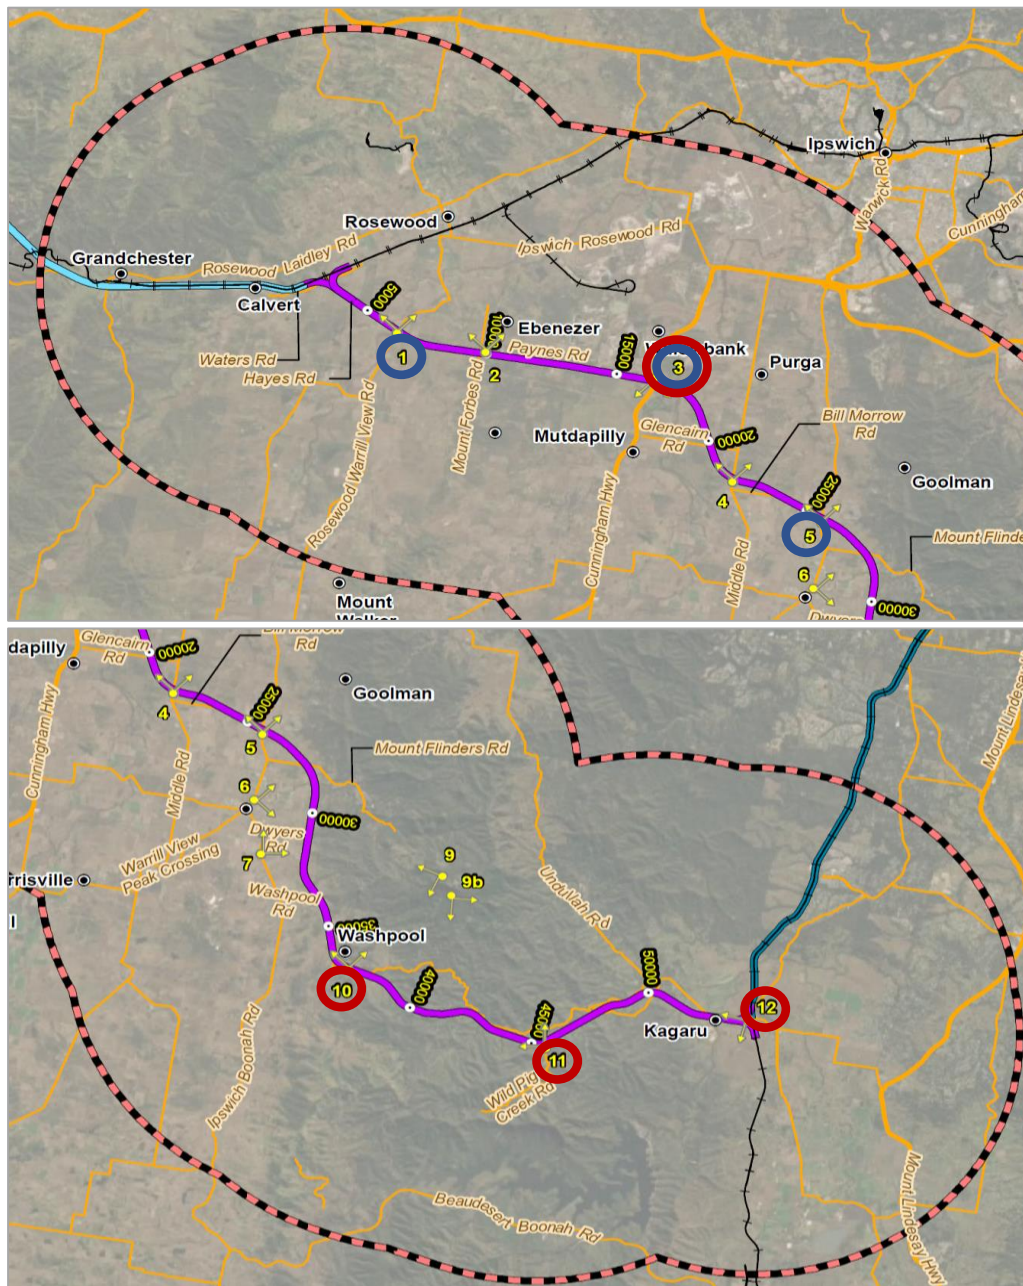 Ipswich
Warwick Rd
Cunningham
Rosewood
Ipswich Rosewood Rd
Grandchester
Rosewood Laidley Rd
Calvert
5000
Ebenezer
Waters Rd
Paynes Rd
15000
1
Hayes Rd
2
3
Purga
Mount Forbes Rd
Bill Morrow
Rd
Rosewood Warrill View Rd
Mutdapilly
Glencairn
Rd
20000
Cunningham Hwy
4
25000
Goolman
5
Middle Rd
Mount Flinde
6
Mount
30000
Glencairn
Rd
20000
Rd
dapilly
Goolman
4
25000
5
Cunningham Hwy
Middle Rd
Mount Flinders Rd
6
30000
Dwyers
Rd
Warrill View
Peak Crossing
7
9
9b
rrisville
Washpool
Rd
Undullah Rd
Mount Lindesay
Washpool
10
40000
50000
12
Kagaru
45000
11
Wild Pig
Creek Rd
Ipswich Boonah Rd
Beaudesert Boonah Rd
Mount Lindesay Hwy